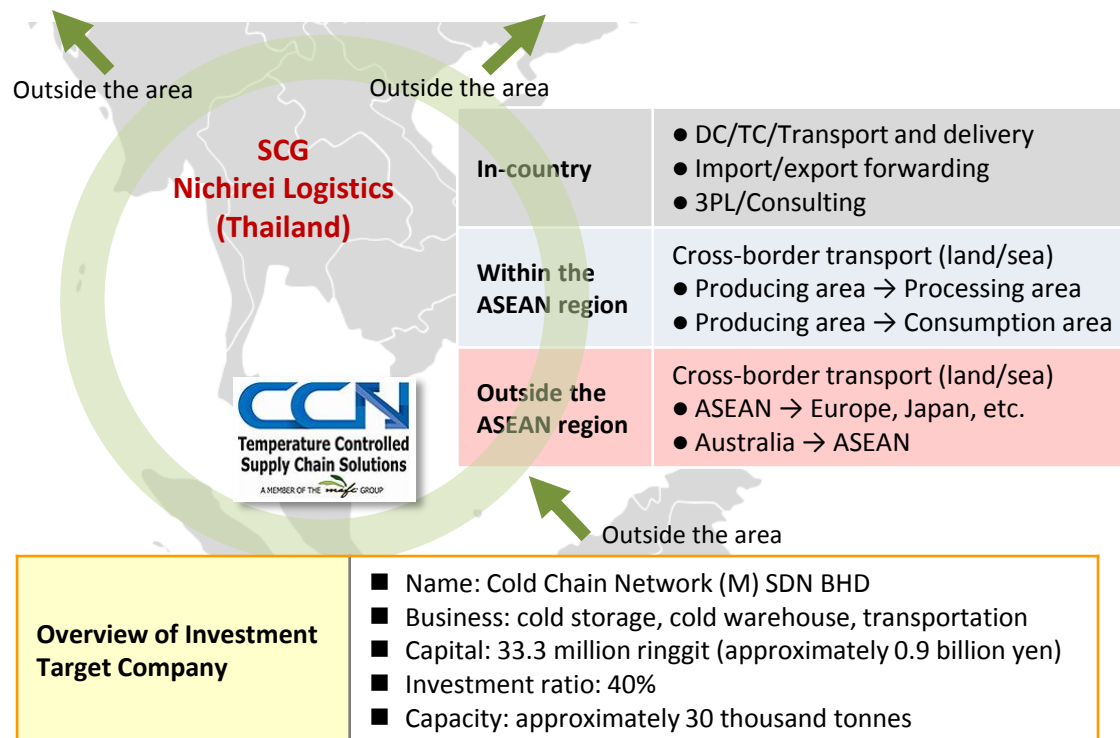 Outside the area
Outside the area
SCG
Nichirei Logistics
(Thailand)
In-country
● DC/TC/Transport and delivery
● Import/export forwarding
● 3PL/Consulting
Within the
ASEAN region
Cross-border transport (land/sea)
● Producing area → Processing area
● Producing area → Consumption area
Outside the
ASEAN region
Cross-border transport (land/sea)
● ASEAN → Europe, Japan, etc.
● Australia → ASEAN
CCN
Temperature Controlled
Supply Chain Solutions
A MEMBER OF THE mafc GROUP
Outside the area
Overview of Investment
Target Company
■ Name: Cold Chain Network (M) SDN BHD
■ Business: cold storage, cold warehouse, transportation
■ Capital: 33.3 million ringgit (approximately 0.9 billion yen)
■ Investment ratio: 40%
■ Capacity: approximately 30 thousand tonnes